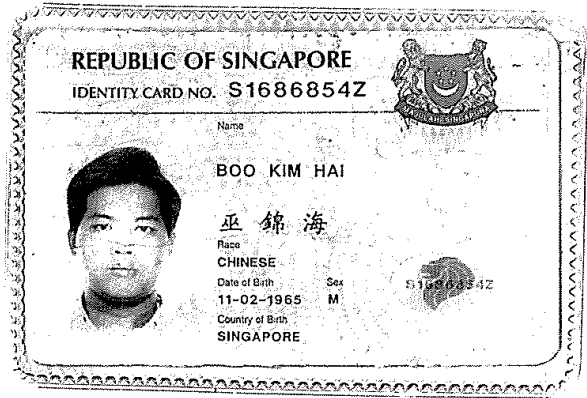 REPUBLIC OF SINGAPORE
IDENTITY CARD NO. S1686854Z
Name
BOO KIM HAI
巫錦海
Race
CHINESE
Date of Birth Sex
11-02-1965 M
S1686854Z
Country of Birth
SINGAPORE